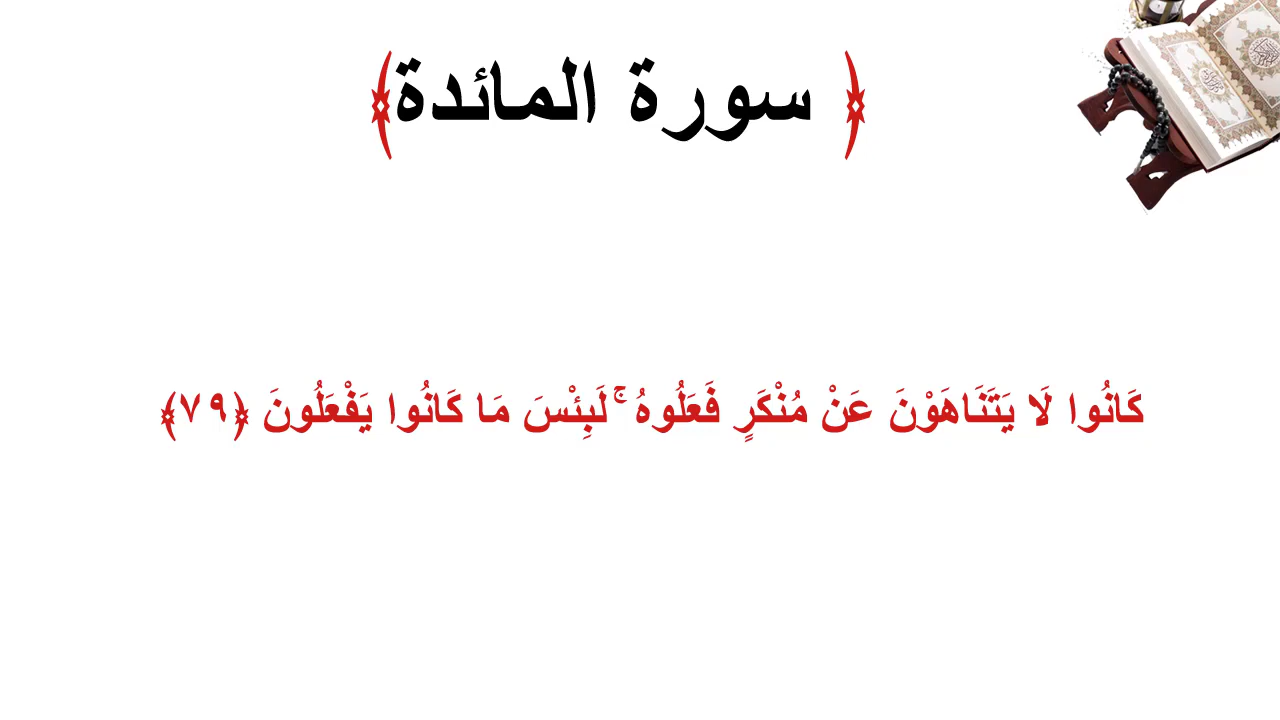 ﴿ سورة المائدة﴾
كَانُوا لَا يَتَنَاهَوْنَ عَنْ مُنْكَرٍ فَعَلُوهُ ۚ لَبِئْسَ مَا كَانُوا يَفْعَلُونَ ﴿٧٩﴾